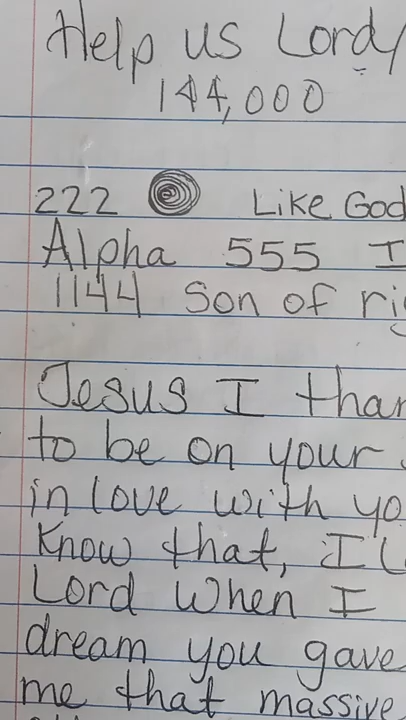 Help us Lord
144,000
222 Like God
Alpha 555 I
1144 Son of
Jesus I
to be on your
in love with
Know that, I
Lord when I
dream you gave
me that massive